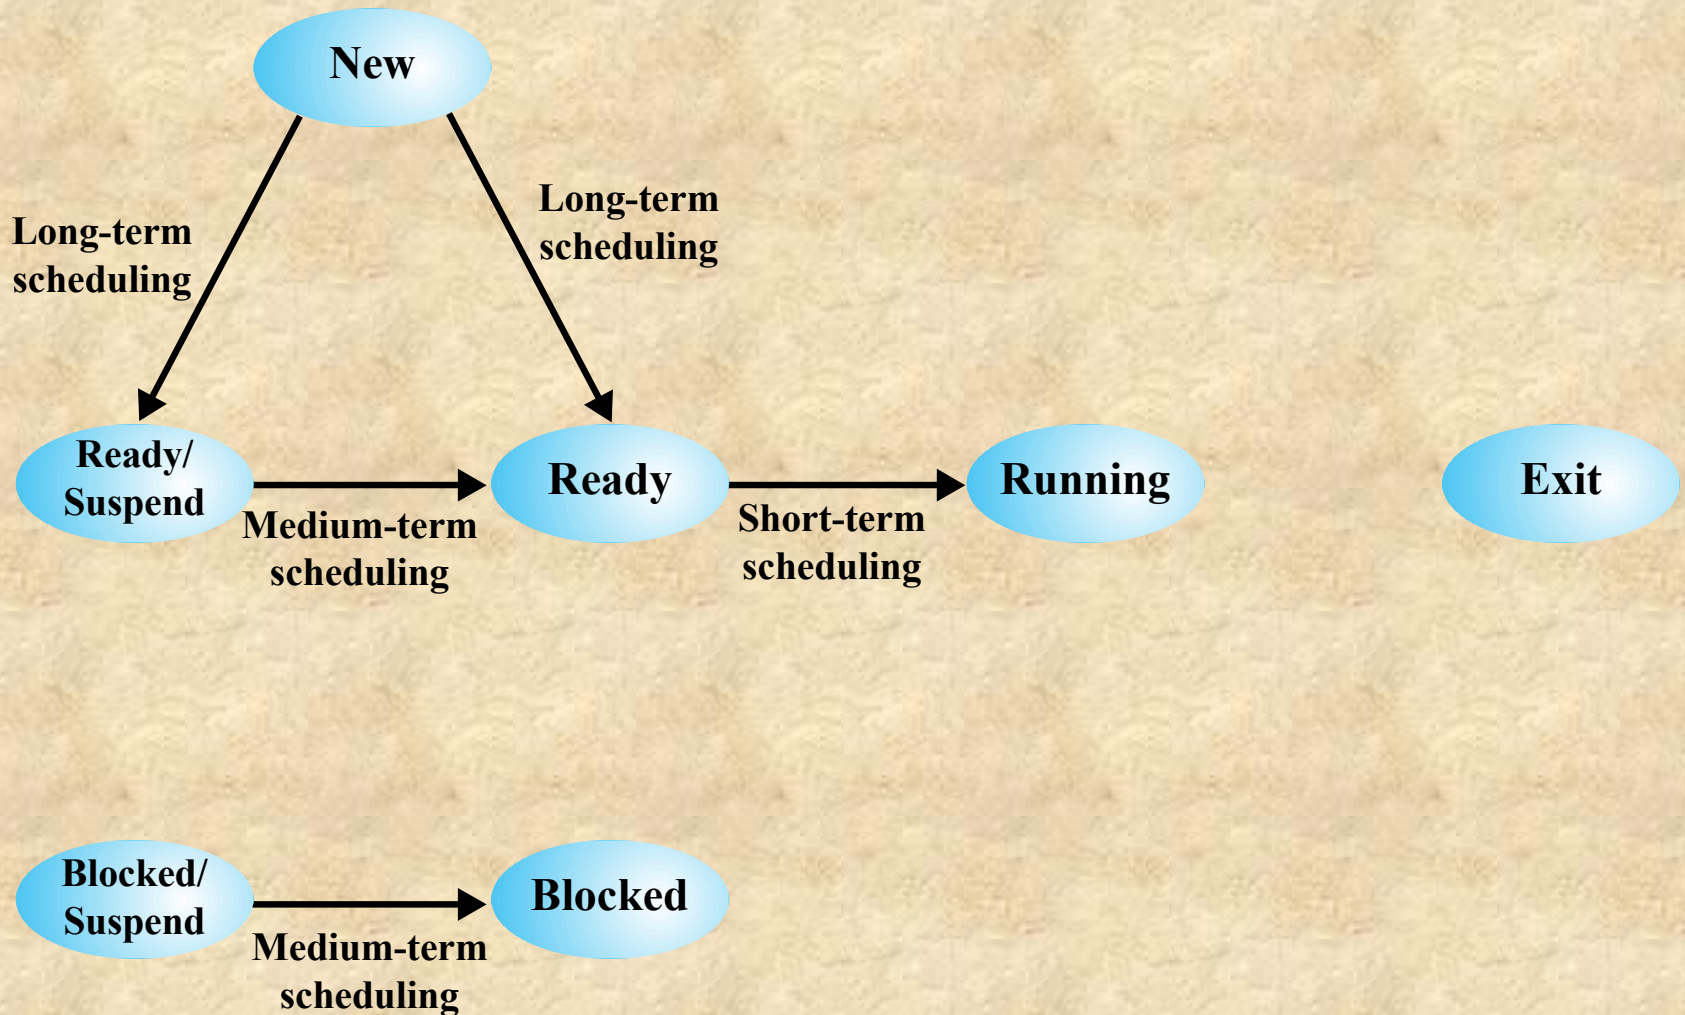 New
Long-term
scheduling
Long-term
scheduling
Ready/
Suspend
Medium-term
scheduling
Ready
Short-term
scheduling
Running
Exit
Blocked/
Suspend
Medium-term
scheduling
Blocked